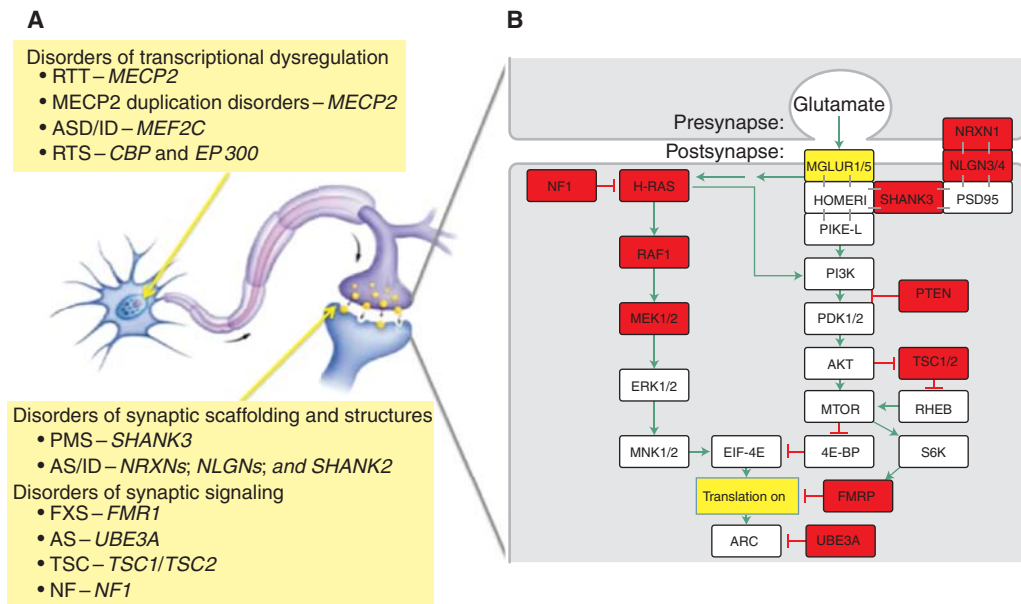 A
Disorders of transcriptional dysregulation
• RTT – MECP2
• MECP2 duplication disorders – MECP2
• ASD/ID – MEF2C
• RTS – CBP and EP300
Disorders of synaptic scaffolding and structures
• PMS – SHANK3
• AS/ID – NRXNs; NLGNs; and SHANK2
Disorders of synaptic signaling
• FXS – FMR1
• AS – UBE3A
• TSC – TSC1/TSC2
• NF – NF1
B
Glutamate
Presynapse:
NRXN1
Postsynapse:
MGLUR1/5
NLGN3/4
NF1
H-RAS
HOMERI
SHANK3
PSD95
PIKE-L
RAF1
PI3K
PTEN
MEK1/2
PDK1/2
AKT
TSC1/2
ERK1/2
MTOR
RHEB
MNK1/2
EIF-4E
4E-BP
S6K
Translation on
FMRP
ARC
UBE3A